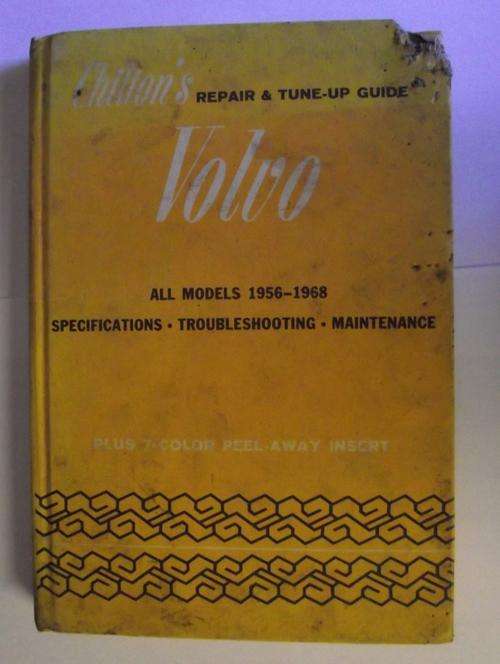 Chilton's REPAIR & TUNE-UP GUIDE
Volvo
ALL MODELS 1956-1968
SPECIFICATIONS • TROUBLESHOOTING • MAINTENANCE
PLUS 7-COLOR PEEL-AWAY INSERT